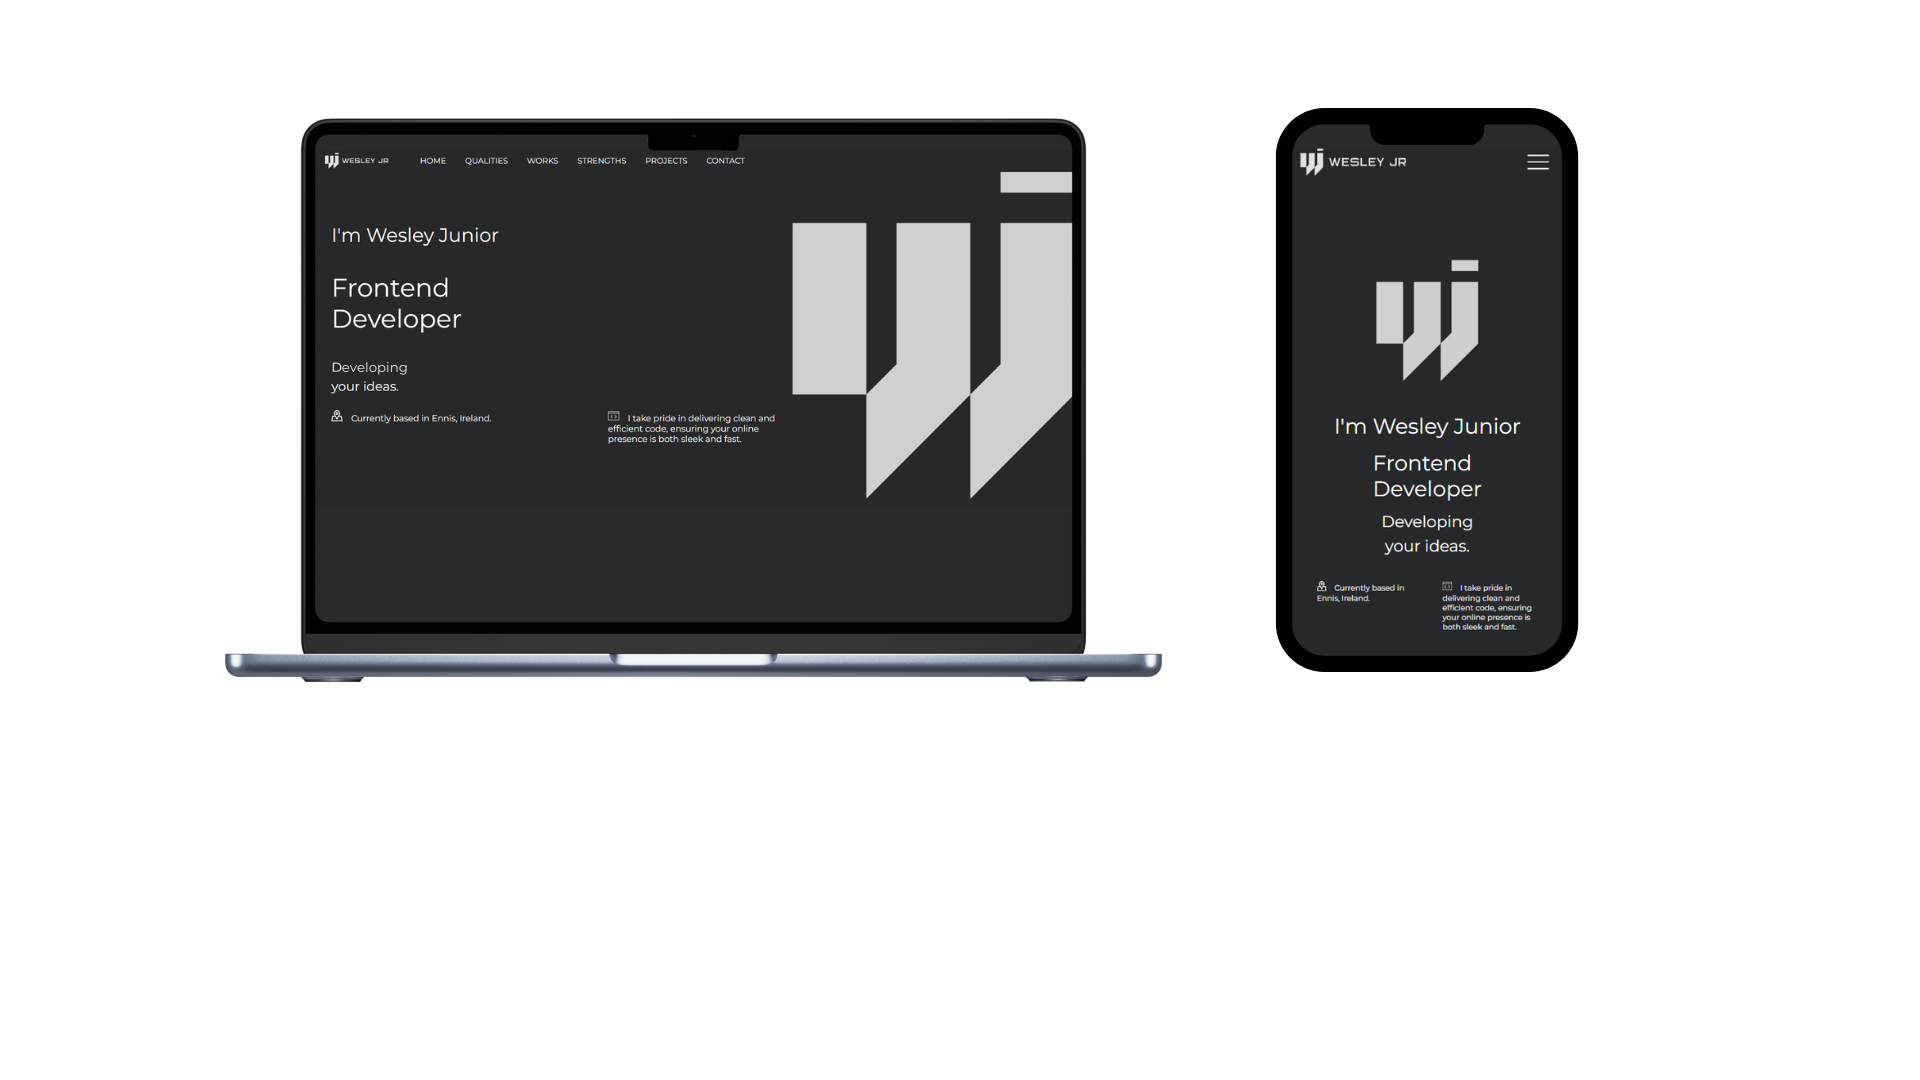 WESLEY JR HOME QUALITIES WORKS STRENGTHS PROJECTS CONTACT
I'm Wesley Junior
Frontend
Developer
Developing
your ideas.
Currently based in Ennis, Ireland.
I take pride in delivering clean and
efficient code, ensuring your online
presence is both sleek and fast.
WESLEY JR
I'm Wesley Junior
Frontend
Developer
Developing
your ideas.
Currently based in
Ennis, Ireland.
I take pride in
delivering clean and
efficient code, ensuring
your online presence is
both sleek and fast.